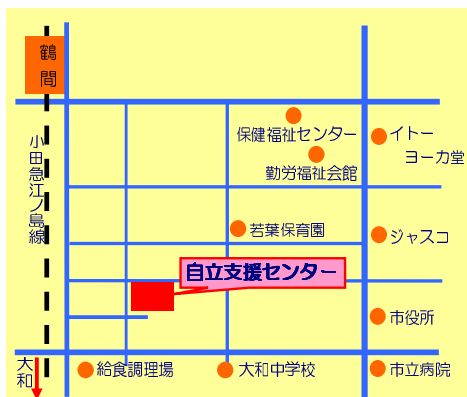 鶴間
小田急江ノ島線
保健福祉センター
イトー
ヨーカ堂
勤労福祉会館
若葉保育園
ジャスコ
自立支援センター
市役所
大和
給食調理場
大和中学校
市立病院